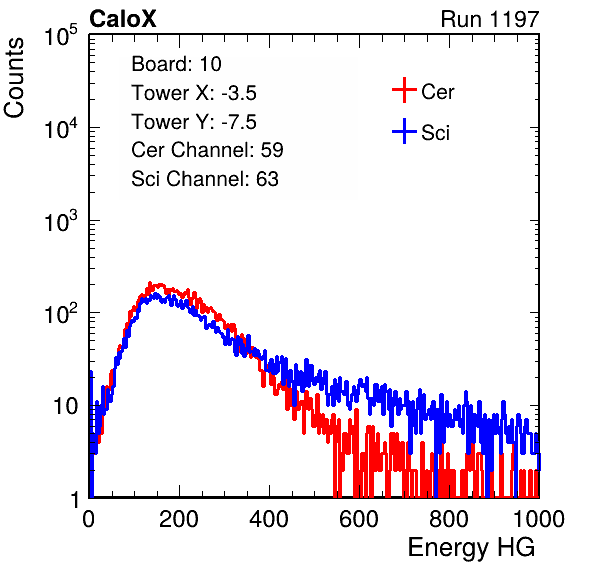 CaloX Run 1197
Counts
10^5
10^4
10^3
10^2
10
1
Board: 10
Tower X: -3.5
Tower Y: -7.5
Cer Channel: 59
Sci Channel: 63
Cer
Sci
0 200 400 600 800 1000
Energy HG